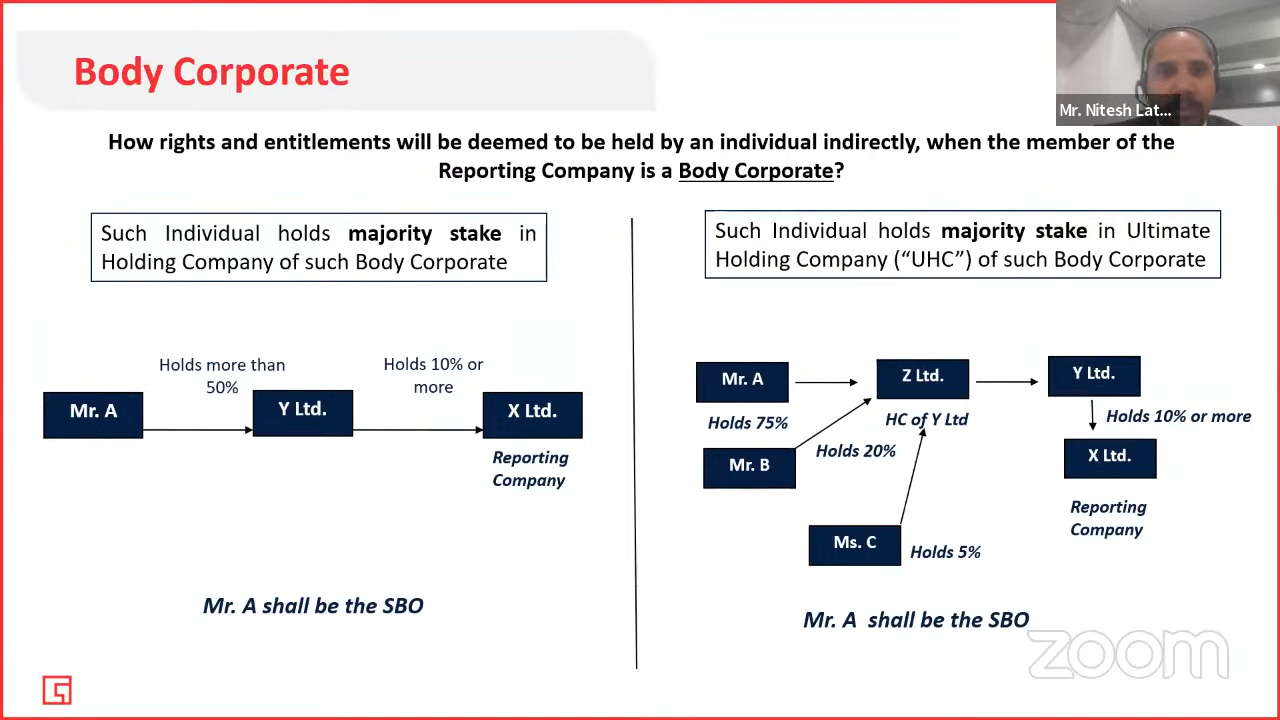 Body Corporate
Mr. Nitesh Lat...
How rights and entitlements will be deemed to be held by an individual indirectly, when the member of the
Reporting Company is a Body Corporate?
Such Individual holds majority stake in
Holding Company of such Body Corporate
Holds more than
50%
Holds 10% or
more
Mr. A
Y Ltd.
X Ltd.
Reporting
Company
Mr. A shall be the SBO
Such Individual holds majority stake in Ultimate
Holding Company (“UHC”) of such Body Corporate
Mr. A
Z Ltd.
Y Ltd.
Holds 75%
HC of Y Ltd
Holds 10% or more
Mr. B
Holds 20%
X Ltd.
Reporting
Company
Ms. C
Holds 5%
Mr. A shall be the SBO
zoom